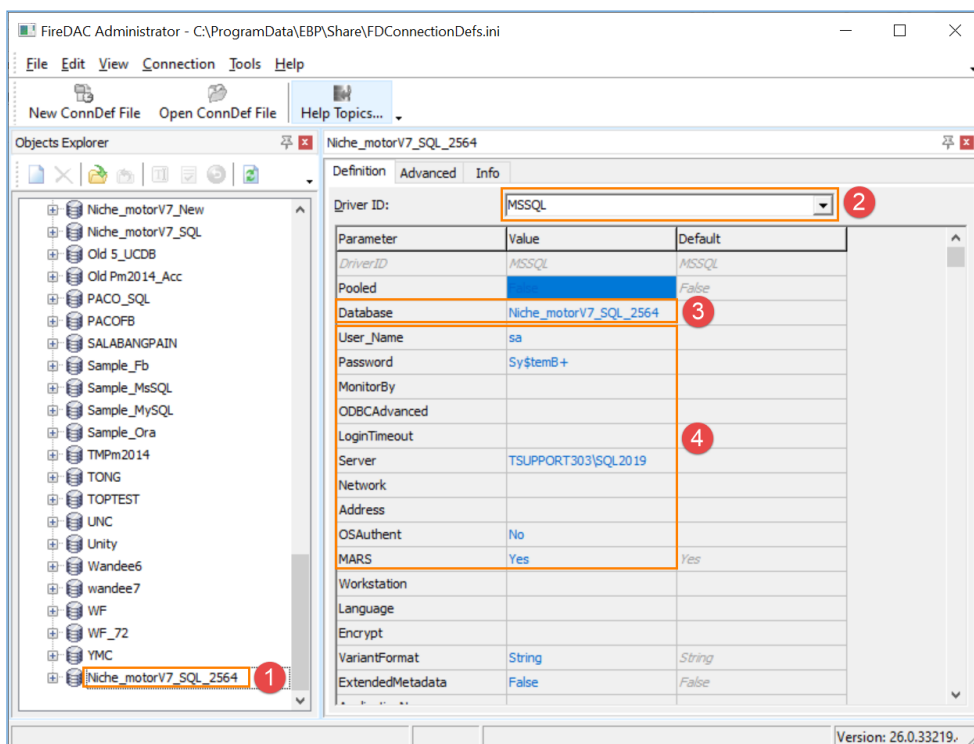 FireDAC Administrator - C:\ProgramData\EBP\Share\FDConnectionDefs.ini
File Edit View Connection Tools Help
New ConnDef File Open ConnDef File Help Topics...
Objects Explorer
Niche_motorV7_New
Niche_motorV7_SQL
Old 5_UCDB
Old Pm2014_Acc
PACO_SQL
PACOFB
SALABANGPAIN
Sample_Fb
Sample_MsSQL
Sample_MySQL
Sample_Ora
TMPm2014
TONG
TOPTEST
UNC
Unity
Wandee6
wandee7
WF
WF_72
YMC
Niche_motorV7_SQL_2564 1
Niche_motorV7_SQL_2564
Definition Advanced Info
Driver ID: MSSQL 2
Parameter Value Default
DriverID MSSQL MSSQL
Pooled False False
Database Niche_motorV7_SQL_2564 3
User_Name sa
Password Sy$temB+
MonitorBy
ODBCAdvanced
LoginTimeout 4
Server TSUPPORT303\SQL2019
Network
Address
OSAuthent No
MARS Yes Yes
Workstation
Language
Encrypt
VariantFormat String String
ExtendedMetadata False False
Version: 26.0.33219.